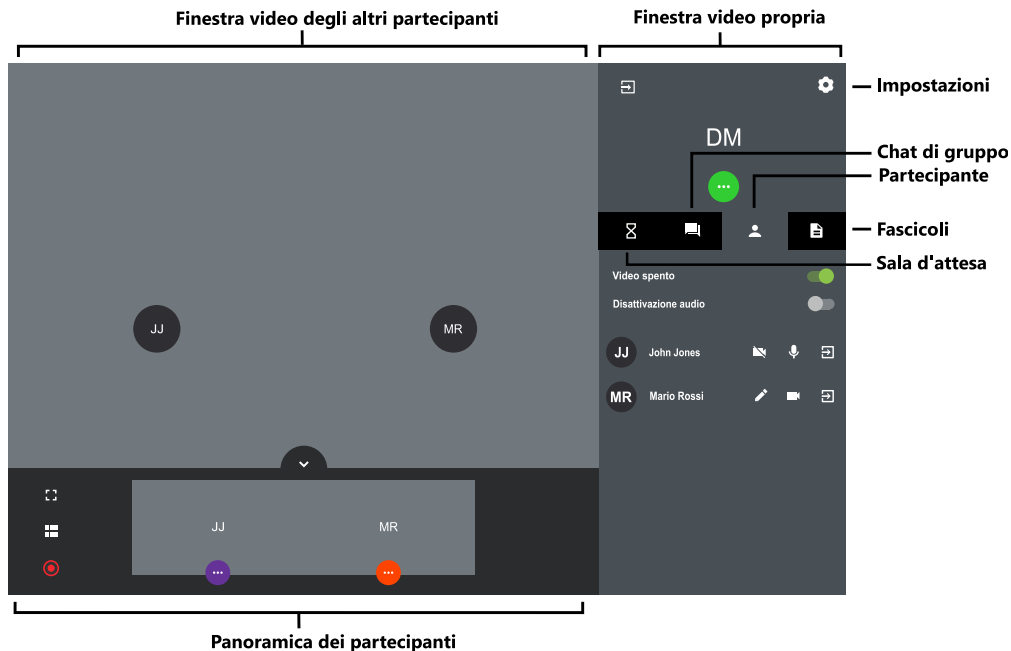 Finestra video degli altri partecipanti
Finestra video propria
Impostazioni
DM
Chat di gruppo
Partecipante
Fascicoli
Sala d'attesa
Video spento
Disattivazione audio
JJ
MR
JJ John Jones
MR Mario Rossi
JJ
MR
Panoramica dei partecipanti